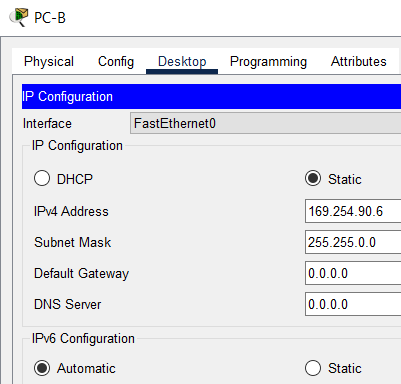 PC-B
Physical Config Desktop Programming Attributes
IP Configuration
Interface FastEthernet0
IP Configuration
DHCP Static
IPv4 Address 169.254.90.6
Subnet Mask 255.255.0.0
Default Gateway 0.0.0.0
DNS Server 0.0.0.0
IPv6 Configuration
Automatic Static